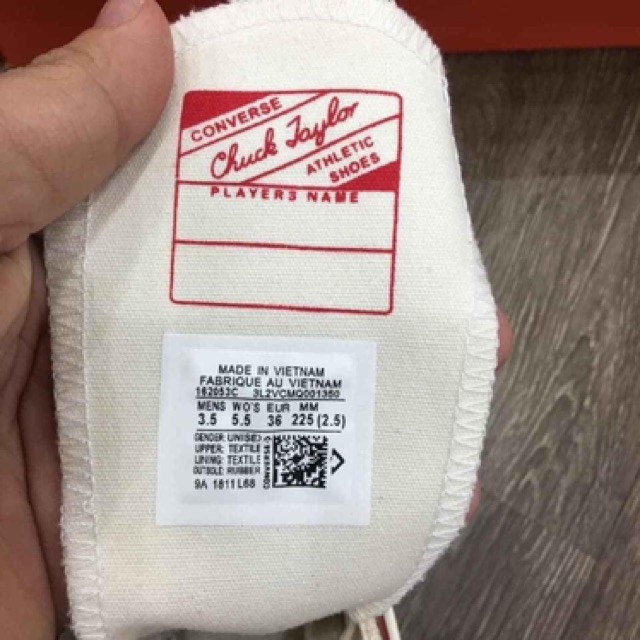 CONVERSE
Chuck Taylor
ATHLETIC
SHOES
PLAYERS NAME
MADE IN VIETNAM
FABRIQUE AU VIETNAM
162053C 3L2VCMQ001350
MENS WO'S EUR MM
3.5 5.5 36 225 (2.5)
GENDER: UNISEX
UPPER: TEXTILE
LINING: TEXTILE
OUTSOLE: RUBBER
9A 1811 L68